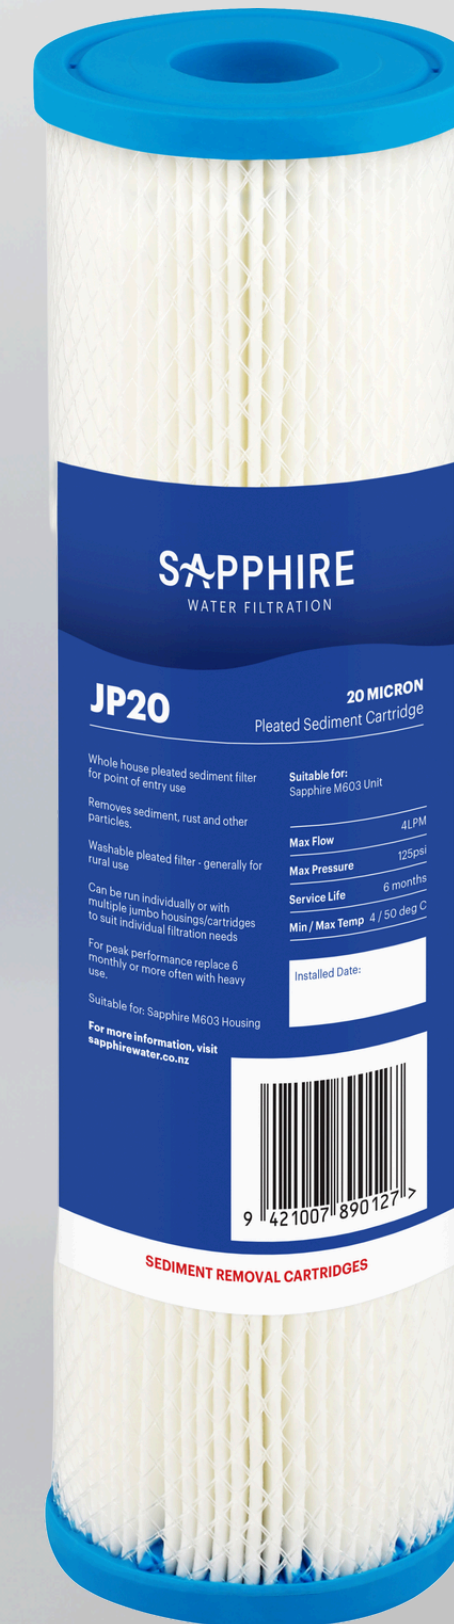 SAPPHIRE
WATER FILTRATION
JP20
20 MICRON
Pleated Sediment Cartridge
Whole house pleated sediment filter
for point of entry use
Removes sediment, rust and other
particles.
Washable pleated filter - generally for
rural use
Can be run individually or with
multiple jumbo housings/cartridges
to suit individual filtration needs
For peak performance replace 6
monthly or more often with heavy
use.
Suitable for: Sapphire M603 Housing
For more information, visit
sapphirewater.co.nz
Suitable for:
Sapphire M603 Unit
Max Flow 4LPM
Max Pressure 125psi
Service Life 6 months
Min / Max Temp 4 / 50 deg C
Installed Date:
9 421007 890127 >
SEDIMENT REMOVAL CARTRIDGES